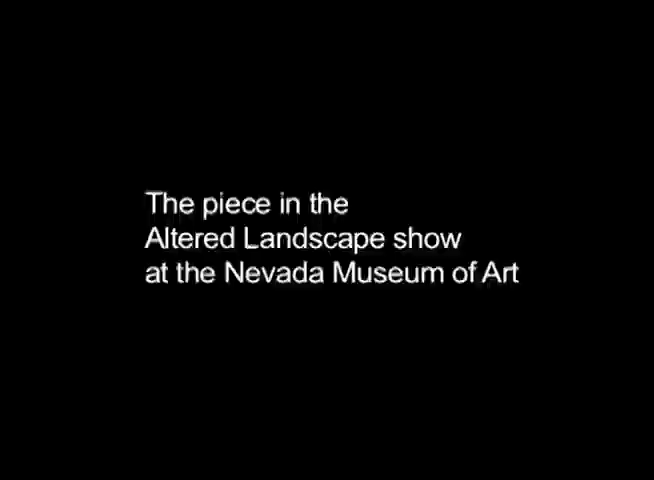 The piece in the
Altered Landscape show
at the Nevada Museum of Art